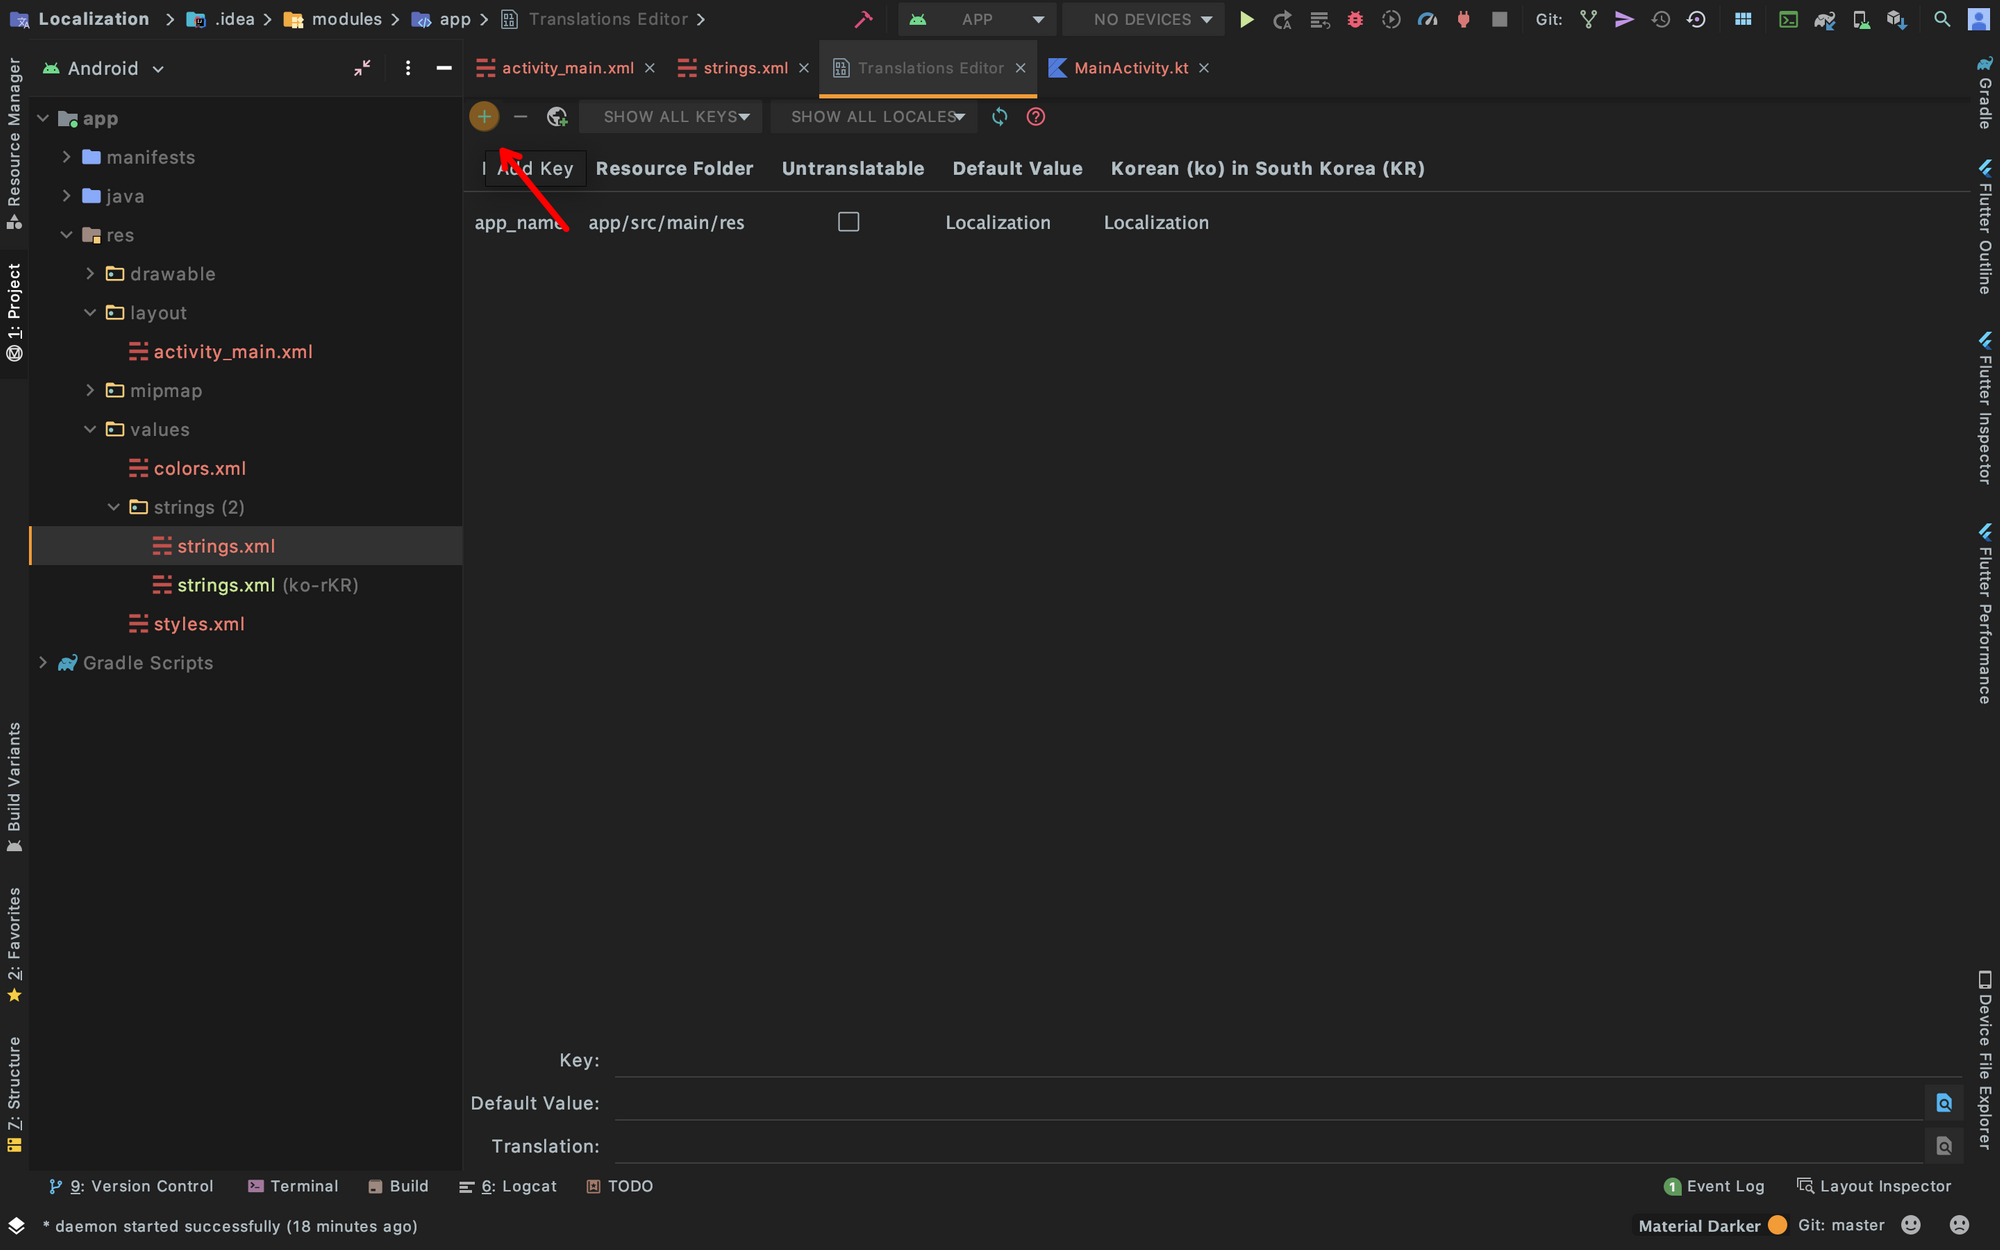 Localization
.idea
modules
app
Translations Editor
APP
NO DEVICES
Git:
Android
activity_main.xml
strings.xml
Translations Editor
MainActivity.kt
SHOW ALL KEYS
SHOW ALL LOCALES
Add Key
Resource Folder
Untranslatable
Default Value
Korean (ko) in South Korea (KR)
app_name
app/src/main/res
Localization
Localization
app
manifests
java
res
drawable
layout
activity_main.xml
mipmap
values
colors.xml
strings (2)
strings.xml
strings.xml (ko-rKR)
styles.xml
Gradle Scripts
Resource Manager
1: Project
Build Variants
2: Favorites
7: Structure
Gradle
Flutter Outline
Flutter Inspector
Flutter Performance
Device File Explorer
Key:
Default Value:
Translation:
9: Version Control
Terminal
Build
6: Logcat
TODO
1 Event Log
Layout Inspector
* daemon started successfully (18 minutes ago)
Material Darker
Git: master